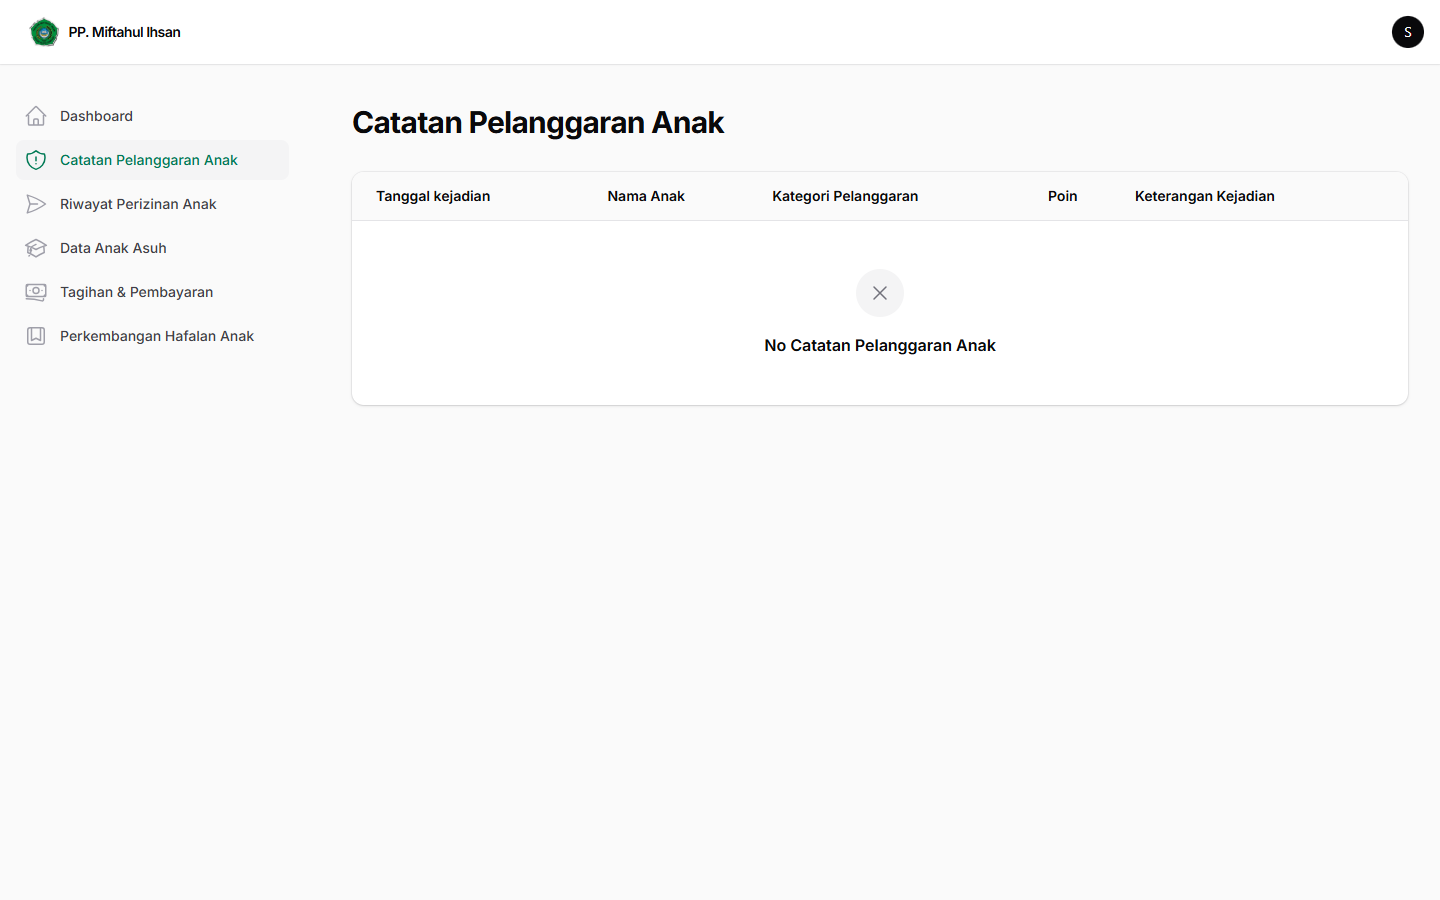 PP. Miftahul Ihsan
S
Dashboard
Catatan Pelanggaran Anak
Riwayat Perizinan Anak
Data Anak Asuh
Tagihan & Pembayaran
Perkembangan Hafalan Anak
Catatan Pelanggaran Anak
Tanggal kejadian Nama Anak Kategori Pelanggaran Poin Keterangan Kejadian
No Catatan Pelanggaran Anak